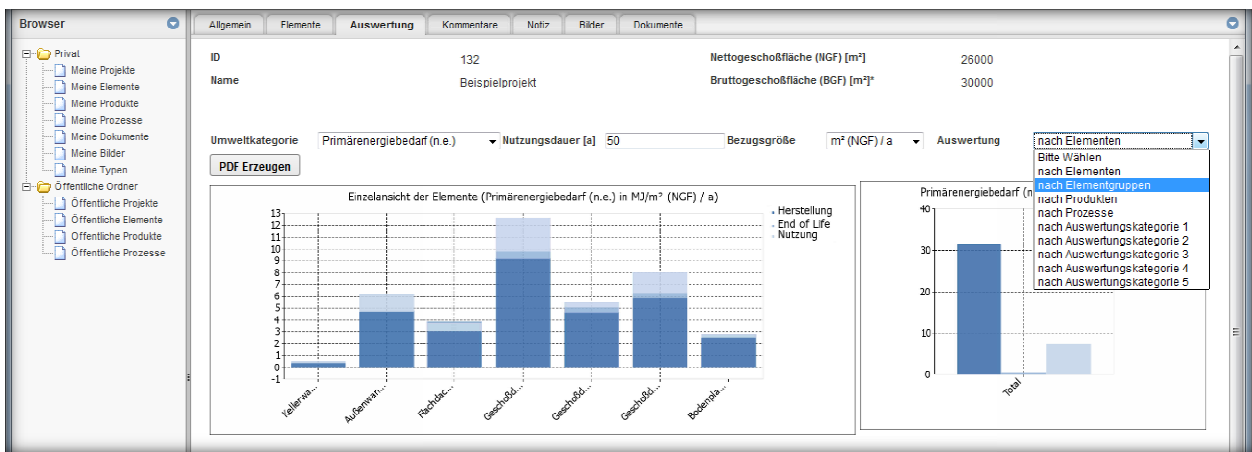 Browser
Privat
Meine Projekte
Meine Elemente
Meine Produkte
Meine Prozesse
Meine Dokumente
Meine Bilder
Meine Typen
Öffentliche Ordner
Öffentliche Projekte
Öffentliche Elemente
Öffentliche Produkte
Öffentliche Prozesse
Allgemein Elemente Auswertung Kommentare Notiz Bilder Dokumente
ID 132 Nettogeschoßfläche (NGF) [m²] 26000
Name Beispielprojekt Bruttogeschoßfläche (BGF) [m²]* 30000
Umweltkategorie Primärenergiebedarf (n.e.) Nutzungsdauer [a] 50 Bezugsgröße m² (NGF) / a Auswertung nach Elementen
PDF Erzeugen
Bitte Wählen
nach Elementen
nach Elementgruppen
nach Produkten
nach Prozesse
nach Auswertungskategorie 1
nach Auswertungskategorie 2
nach Auswertungskategorie 3
nach Auswertungskategorie 4
nach Auswertungskategorie 5
Einzelansicht der Elemente (Primärenergiebedarf (n.e.) in MJ/m² (NGF) / a)
13
12
11
10
9
8
7
6
5
4
3
2
1
0
-1
Kellerwa...
Außenwan...
Flachdac...
Geschoßd...
Geschoßd...
Geschoßd...
Bodenpla...
Herstellung
End of Life
Nutzung
Primärenergiebedarf (n
40
30
20
10
0
Total